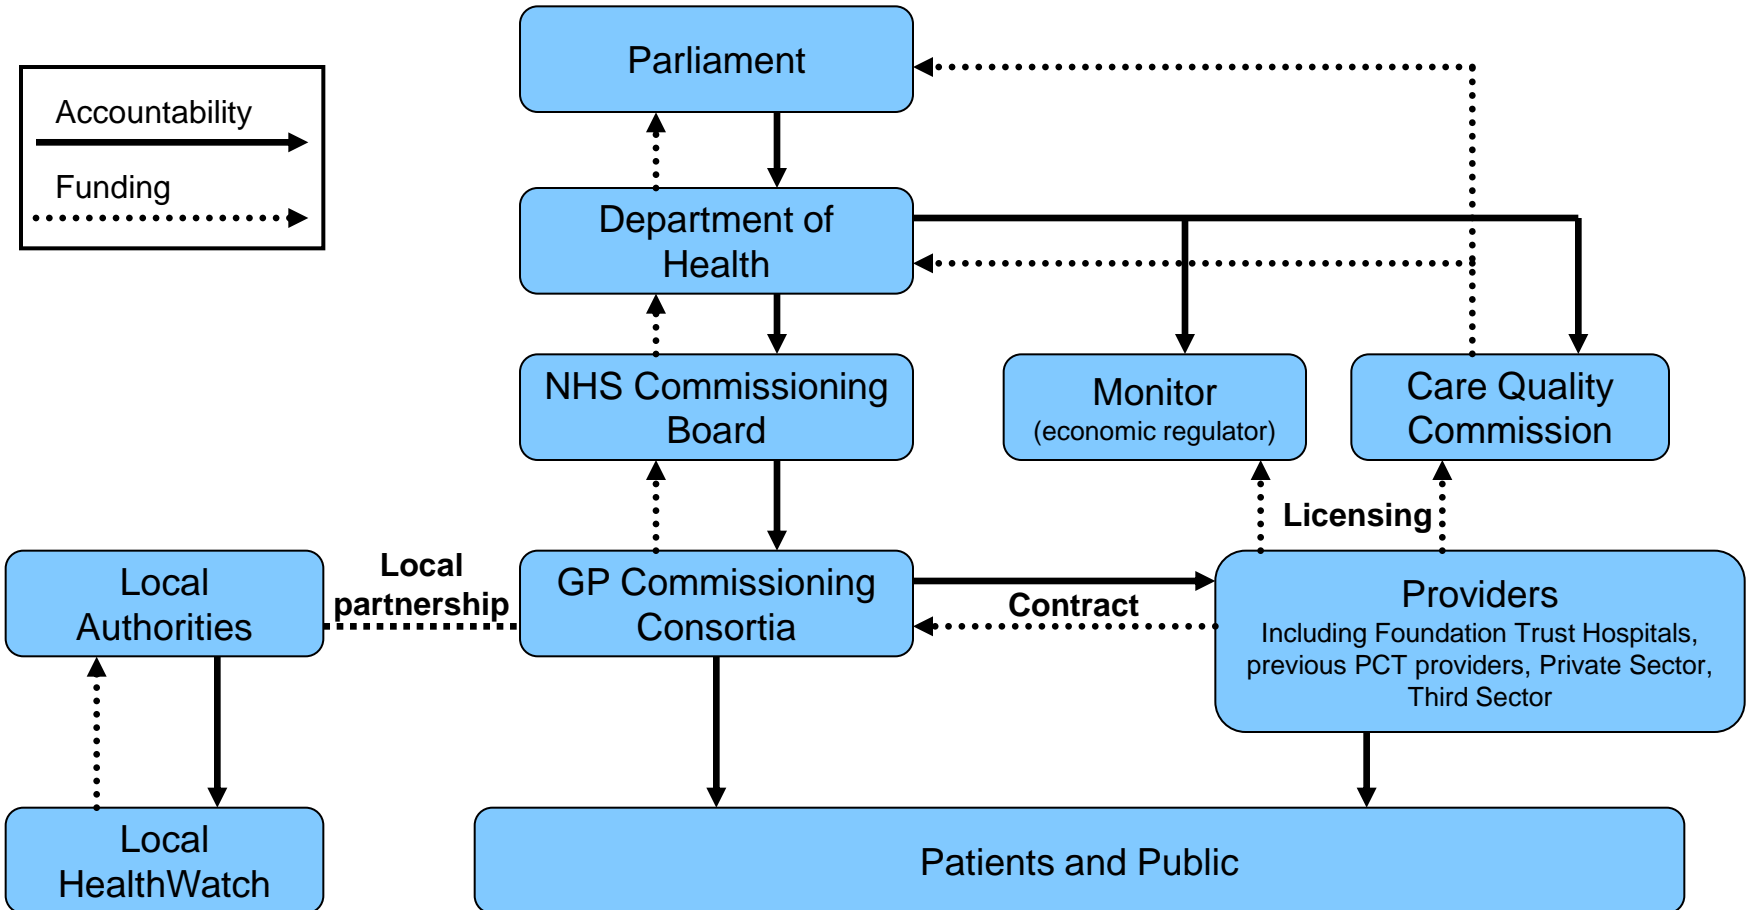 Parliament
Accountability
Funding
Department of
Health
NHS Commissioning
Board
Monitor
(economic regulator)
Care Quality
Commission
Licensing
Local
Authorities
Local
partnership
GP Commissioning
Consortia
Contract
Providers
Including Foundation Trust Hospitals,
previous PCT providers, Private Sector,
Third Sector
Local
HealthWatch
Patients and Public